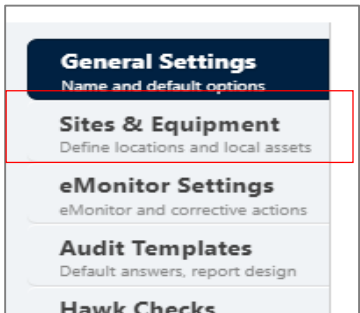 General Settings
Name and default options
Sites & Equipment
Define locations and local assets
eMonitor Settings
eMonitor and corrective actions
Audit Templates
Default answers, report design
Hawk Checks